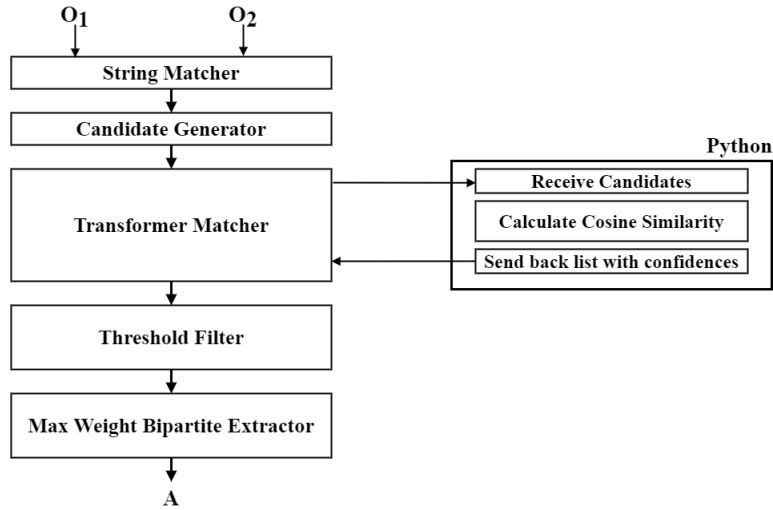 O1 O2
String Matcher
Candidate Generator
Python
Transformer Matcher
Receive Candidates
Calculate Cosine Similarity
Send back list with confidences
Threshold Filter
Max Weight Bipartite Extractor
A